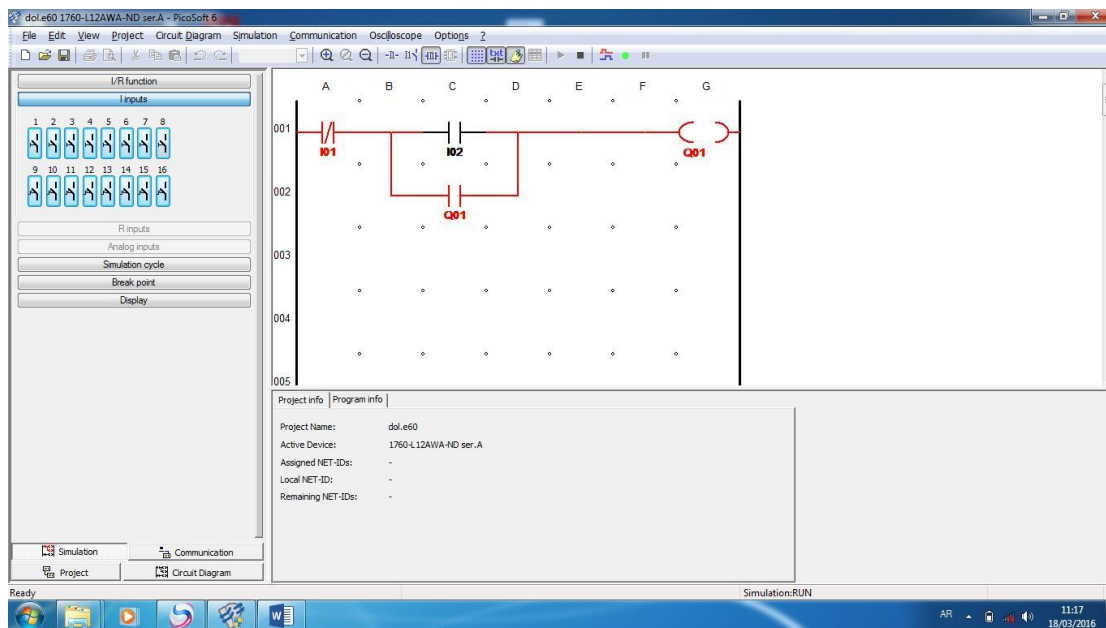 dol.e60 1760-L12AWA-ND ser.A - PicoSoft 6
File Edit View Project Circuit Diagram Simulation Communication Oscilloscope Options ?
I/R function
I inputs
1 2 3 4 5 6 7 8
9 10 11 12 13 14 15 16
R inputs
Analog inputs
Simulation cycle
Break point
Display
Simulation
Communication
Project
Circuit Diagram
A B C D E F G
001
I01
I02
Q01
002
Q01
003
004
005
Project info Program info
Project Name: dol.e60
Active Device: 1760-L12AWA-ND ser.A
Assigned NET-IDs: -
Local NET-ID: -
Remaining NET-IDs: -
Ready
Simulation:RUN
AR
11:17
18/03/2016